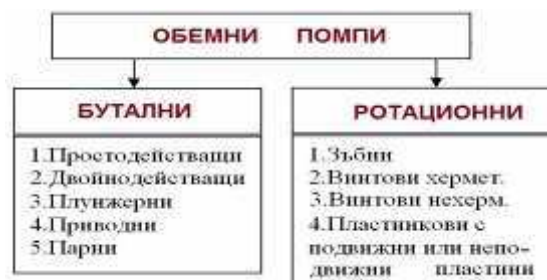 ОБЕМНИ ПОМПИ
БУТАЛНИ
1.Простодействащи
2.Двойнодействащи
3.Плунжерни
4.Приводни
5.Парни
РОТАЦИОННИ
1.Зъбни
2.Винтови хермет.
3.Винтови нехерм.
4.Пластинкови с
подвижни или непо-
движни пластини